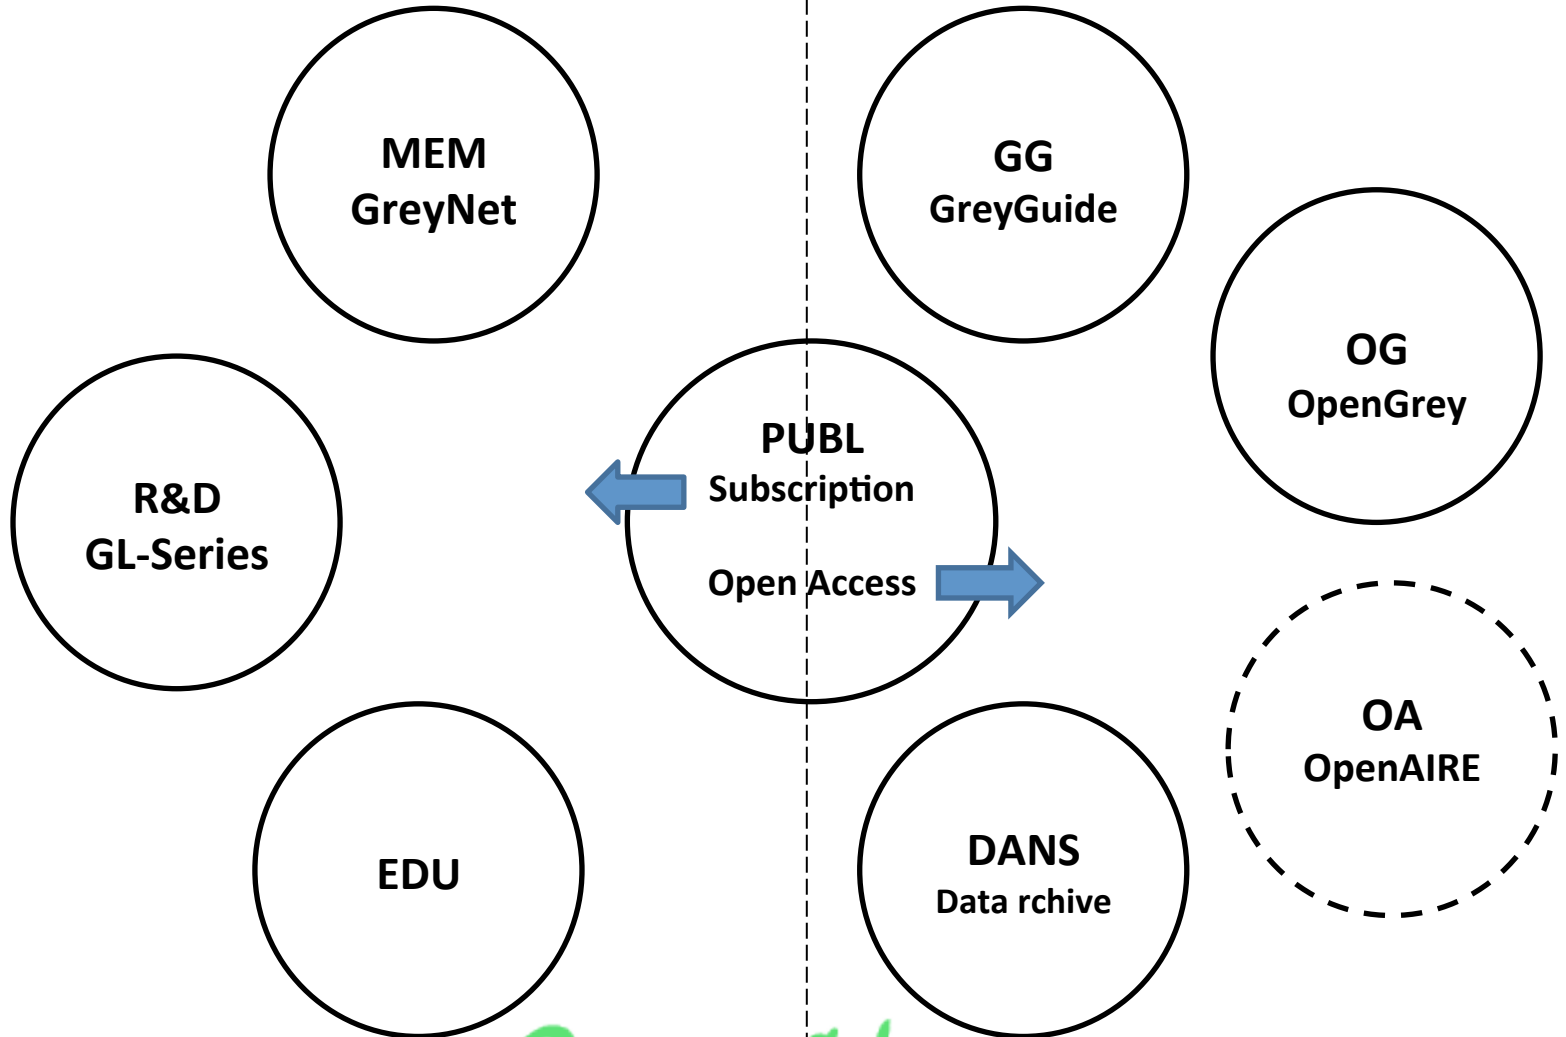 MEM
GreyNet
GG
GreyGuide
OG
OpenGrey
PUBL
Subscription
Open Access
R&D
GL-Series
OA
OpenAIRE
EDU
DANS
Data rchive